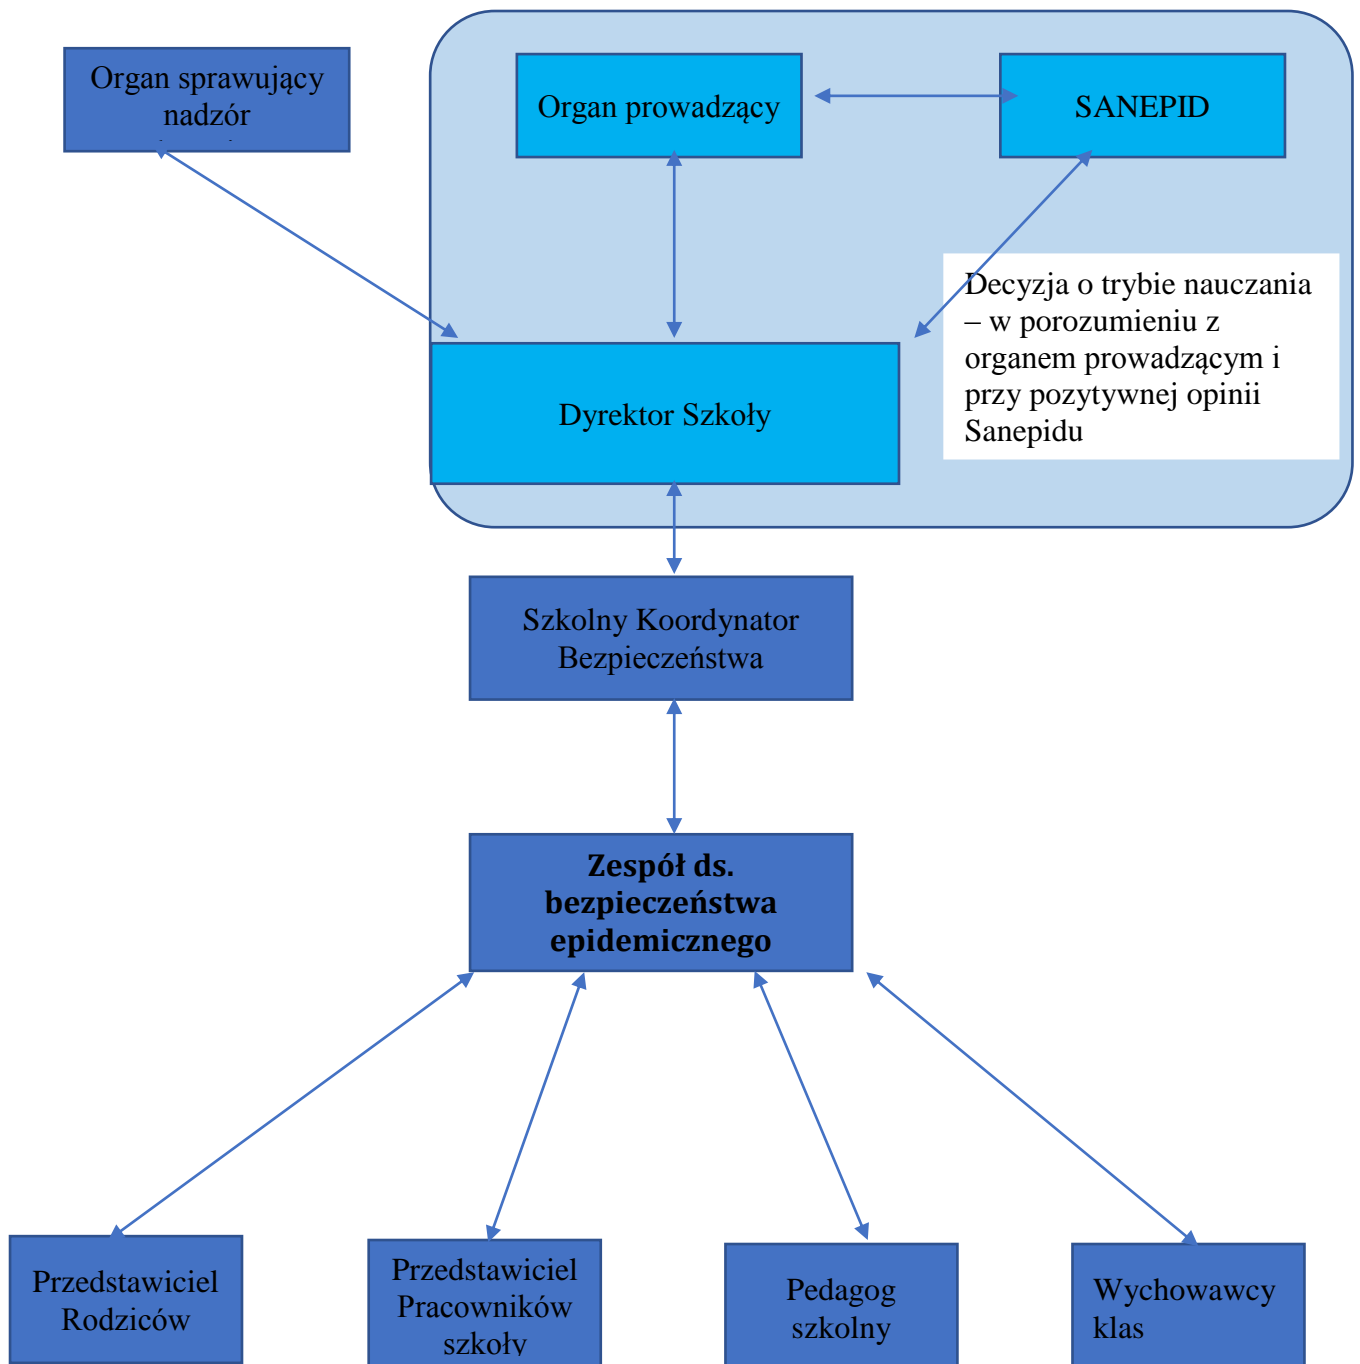 Organ sprawujący
nadzór
Organ prowadzący
SANEPID
Decyzja o trybie nauczania
– w porozumieniu z
organem prowadzącym i
przy pozytywnej opinii
Sanepidu
Dyrektor Szkoły
Szkolny Koordynator
Bezpieczeństwa
Zespół ds.
bezpieczeństwa
epidemicznego
Przedstawiciel
Rodziców
Przedstawiciel
Pracowników
szkoły
Pedagog
szkolny
Wychowawcy
klas